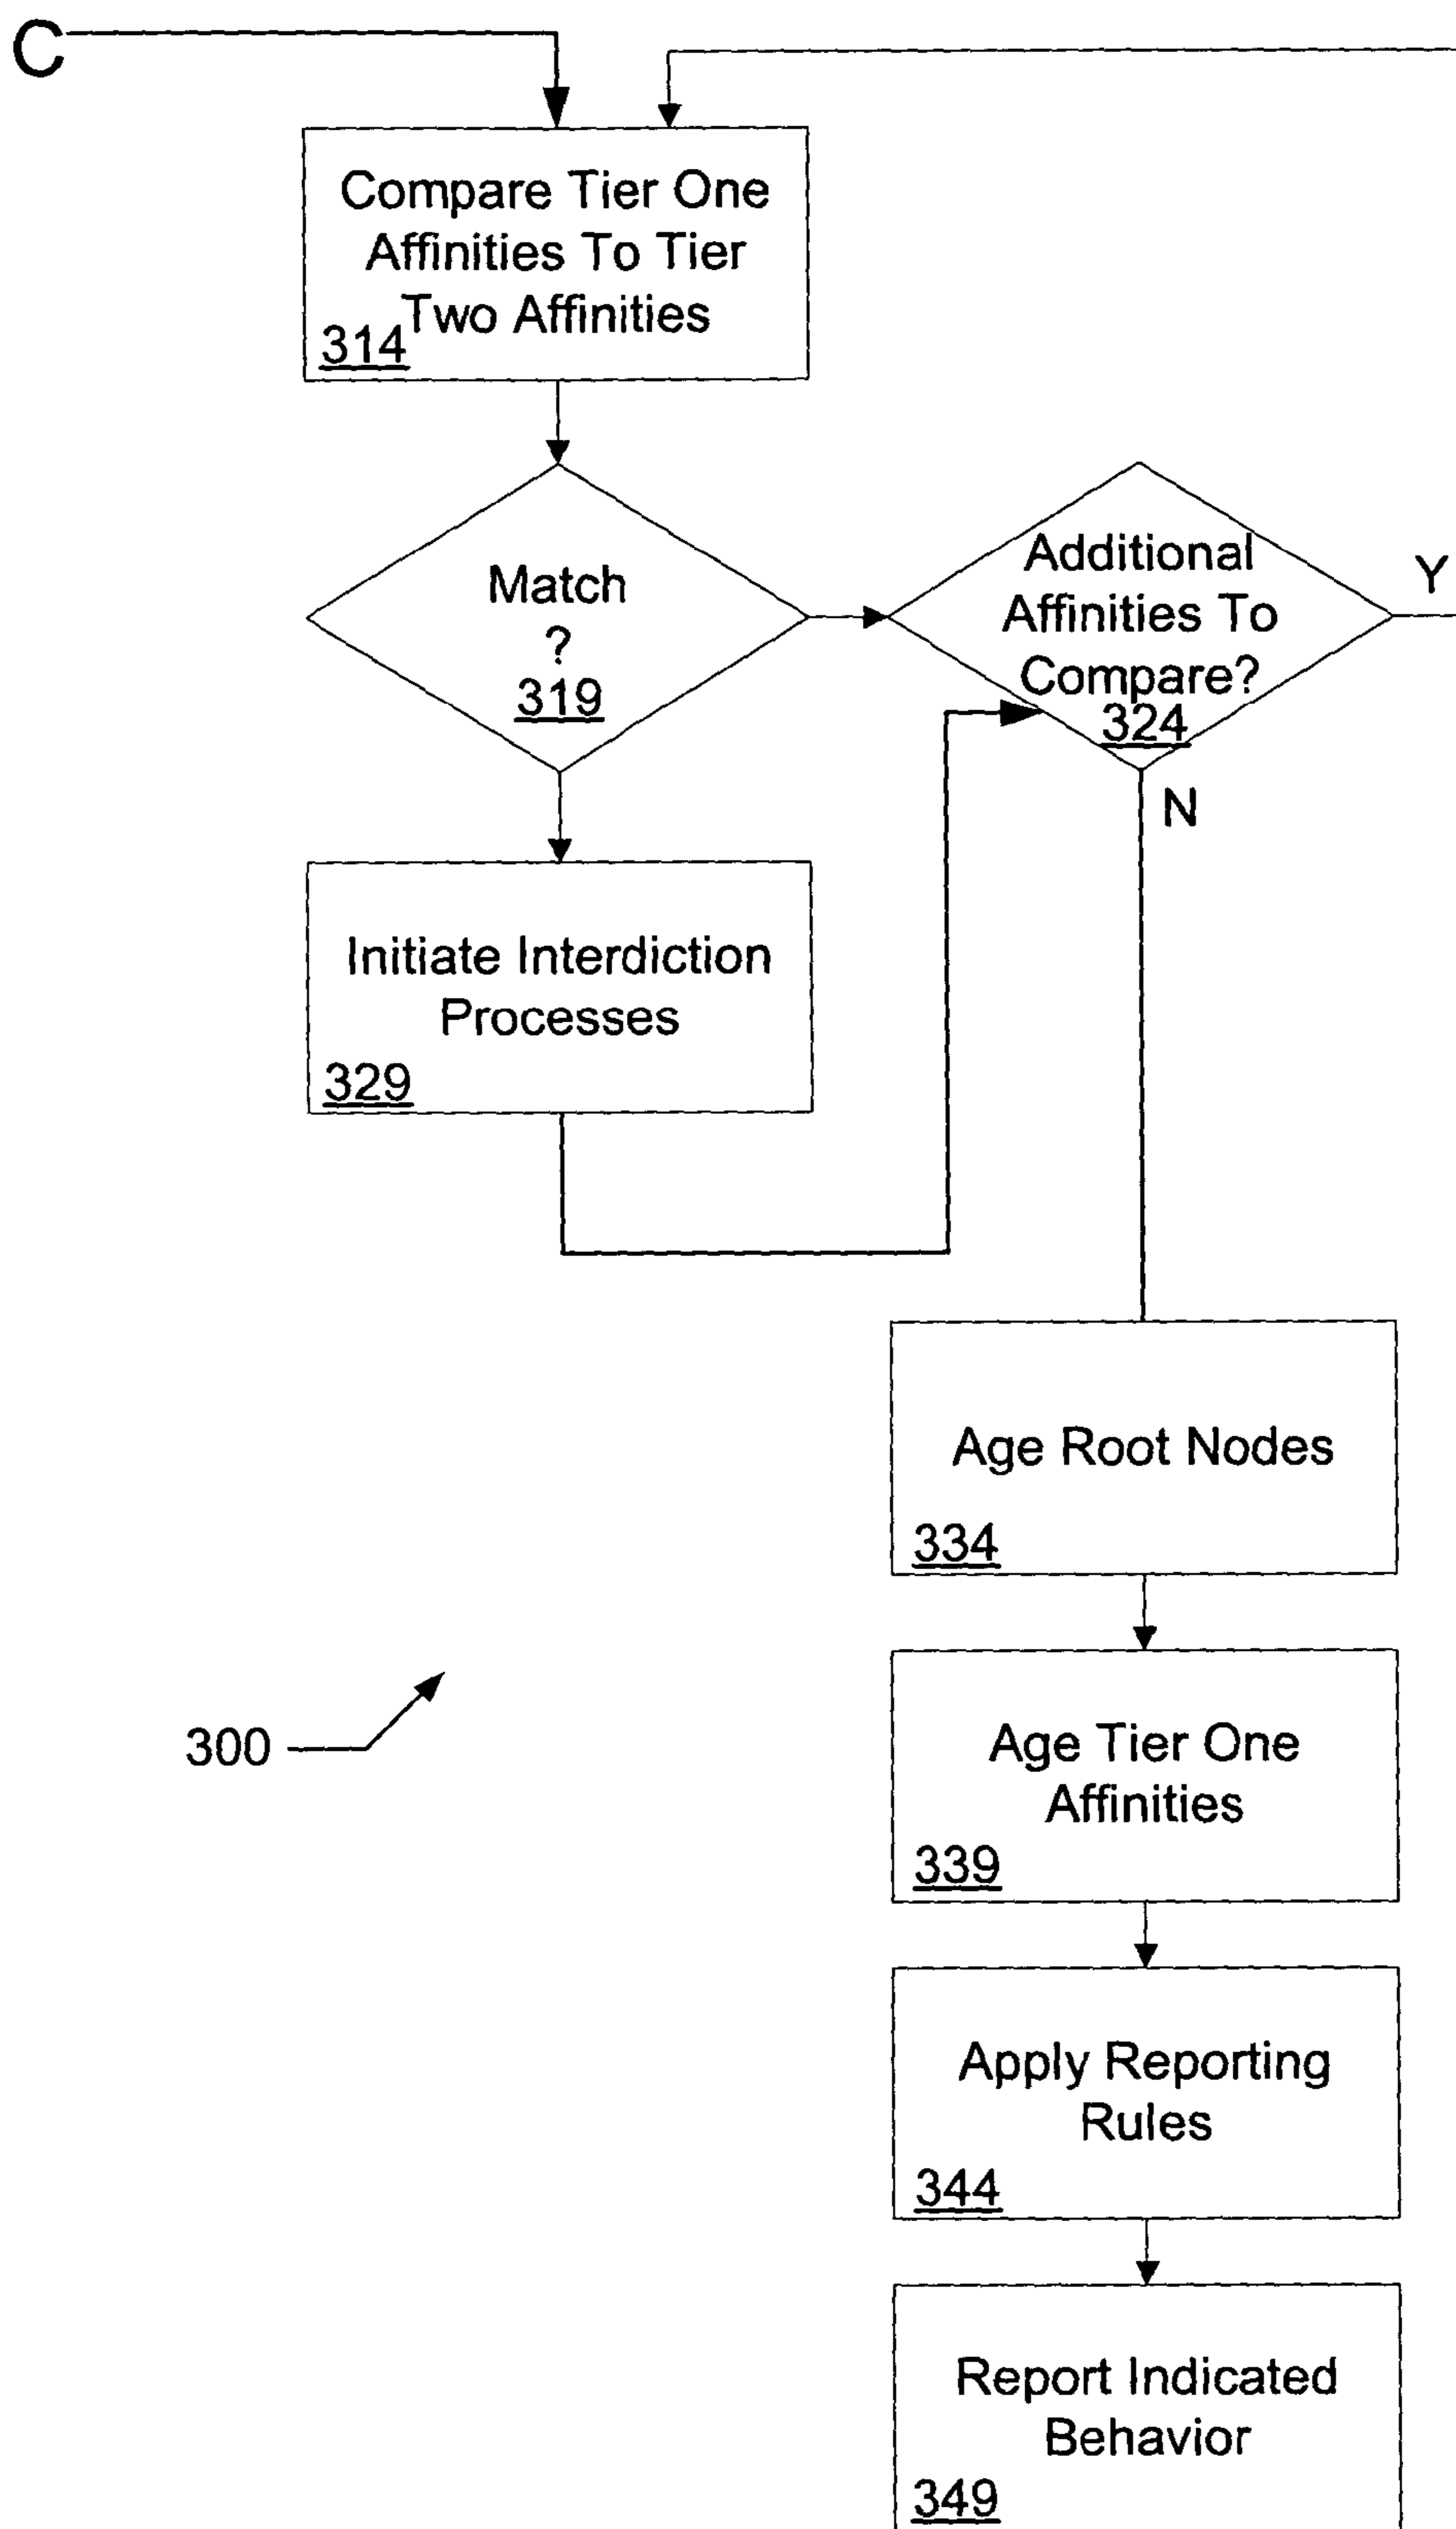 C
Compare Tier One
Affinities To Tier
Two Affinities
314
Match
?
319
Additional
Affinities To
Compare?
324
Y
N
Initiate Interdiction
Processes
329
Age Root Nodes
334
300
Age Tier One
Affinities
339
Apply Reporting
Rules
344
Report Indicated
Behavior
349